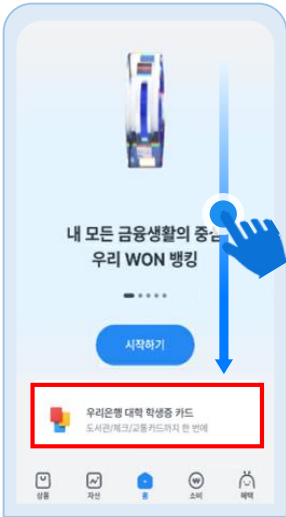 내 모든 금융생활의 중심
우리 WON 뱅킹
시작하기
우리은행 대학 학생증 카드
도서관/체크/교통카드까지 한 번에
상품 자산 홈 소비 혜택